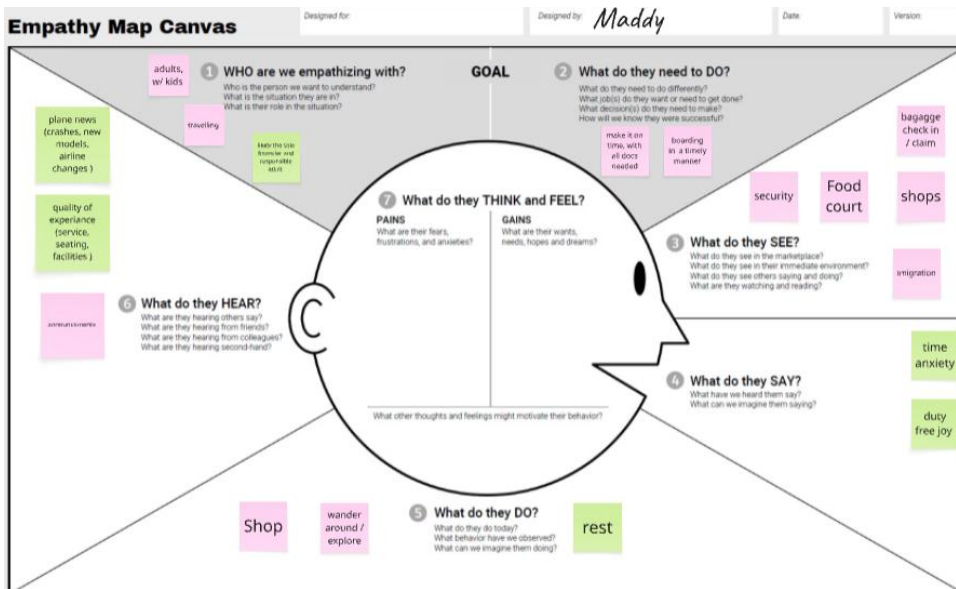 Empathy Map Canvas
Designed for:
Designed by:
Maddy
Date:
Version:
adults,
w/ kids
1 WHO are we empathizing with?
Who is the person we want to understand?
What is the situation they are in?
What is their role in the situation?
travelling
likely the sole
financier and
responsible
adult
GOAL
2 What do they need to DO?
What do they need to do differently?
What job(s) do they want or need to get done?
What decision(s) do they need to make?
How will we know they were successful?
make it on
time, with
all docs
needed
boarding
in a timely
manner
bagagge
check in
/ claim
security
Food
court
shops
3 What do they SEE?
What do they see in the marketplace?
What do they see in their immediate environment?
What do they see others saying and doing?
What are they watching and reading?
imigration
4 What do they SAY?
What have we heard them say?
What can we imagine them saying?
time
anxiety
duty
free joy
5 What do they DO?
What do they do today?
What behavior have we observed?
What can we imagine them doing?
Shop
wander
around /
explore
rest
plane news
(crashes, new
models,
airline
changes )
quality of
experiance
(service,
seating,
facilities )
6 What do they HEAR?
What are they hearing others say?
What are they hearing from friends?
What are they hearing from colleagues?
What are they hearing second-hand?
announcements
7 What do they THINK and FEEL?
PAINS
What are their fears,
frustrations, and anxieties?
GAINS
What are their wants,
needs, hopes and dreams?
What other thoughts and feelings might motivate their behavior?